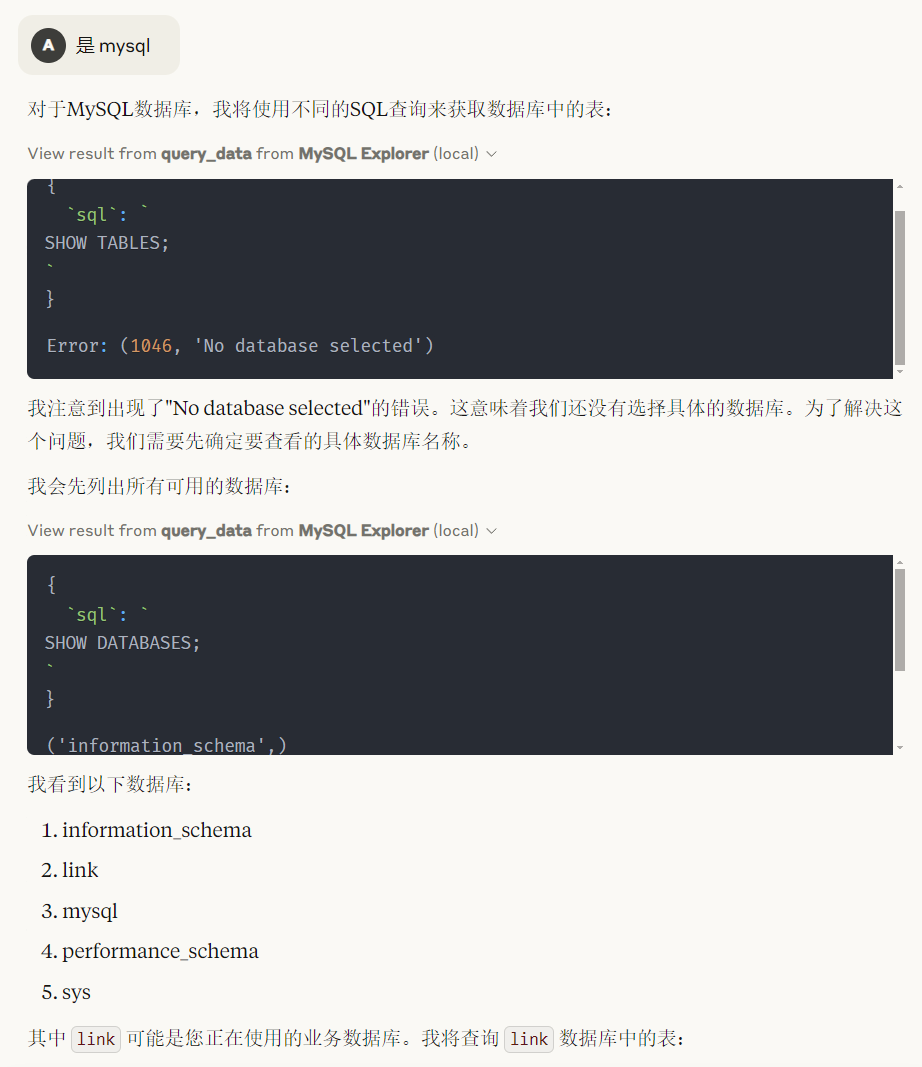 A 是 mysql
对于MySQL数据库，我将使用不同的SQL查询来获取数据库中的表：
View result from query_data from MySQL Explorer (local)
{
`sql`: `
SHOW TABLES;
`
}
Error: (1046, 'No database selected')
我注意到出现了"No database selected"的错误。这意味着我们还没有选择具体的数据库。为了解决这
个问题，我们需要先确定要查看的具体数据库名称。
我会先列出所有可用的数据库：
View result from query_data from MySQL Explorer (local)
{
`sql`: `
SHOW DATABASES;
`
}
('information_schema',)
我看到以下数据库：
1. information_schema
2. link
3. mysql
4. performance_schema
5. sys
其中 link 可能是您正在使用的业务数据库。我将查询 link 数据库中的表：